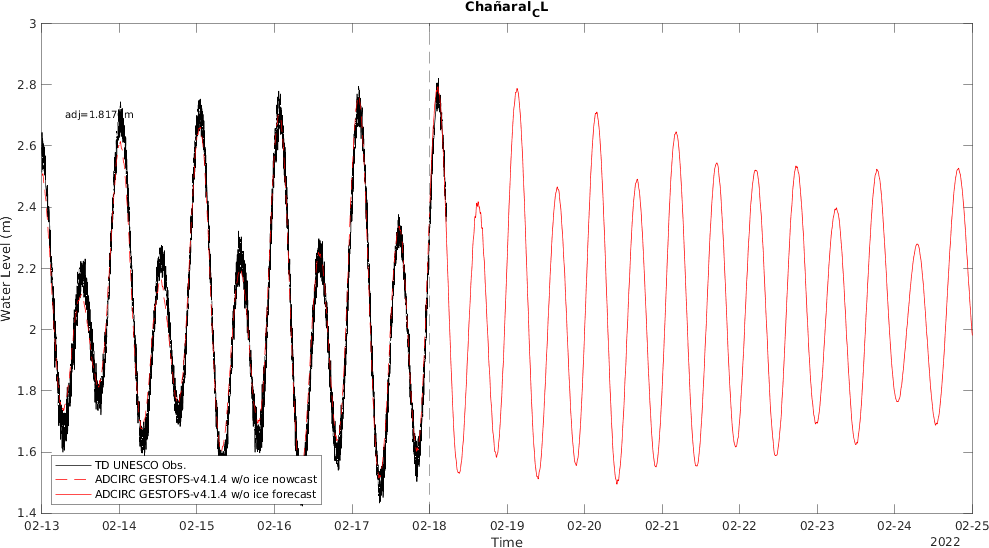 Chañaral_CL
3
2.8
2.6
2.4
2.2
2
1.8
1.6
1.4
Water Level (m)
adj=1.817 m
TD UNESCO Obs.
ADCIRC GESTOFS-v4.1.4 w/o ice nowcast
ADCIRC GESTOFS-v4.1.4 w/o ice forecast
02-13 02-14 02-15 02-16 02-17 02-18 02-19 02-20 02-21 02-22 02-23 02-24 02-25
Time
2022